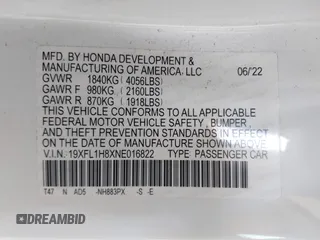 MFD. BY HONDA DEVELOPMENT &
MANUFACTURING OF AMERICA, LLC 06/22
GVWR 1840KG (4056LBS)
GAWR F 980KG (2160LBS)
GAWR R 870KG (1918LBS)
THIS VEHICLE CONFORMS TO ALL APPLICABLE
FEDERAL MOTOR VEHICLE SAFETY, BUMPER,
AND THEFT PREVENTION STANDARDS IN EFFECT
ON THE DATE OF MANUFACTURE SHOWN ABOVE.
VIN: 19XFL1H8XNE016822 TYPE: PASSENGER CAR
T47 N AD5 -NH883PX -S -E
DREAMBID